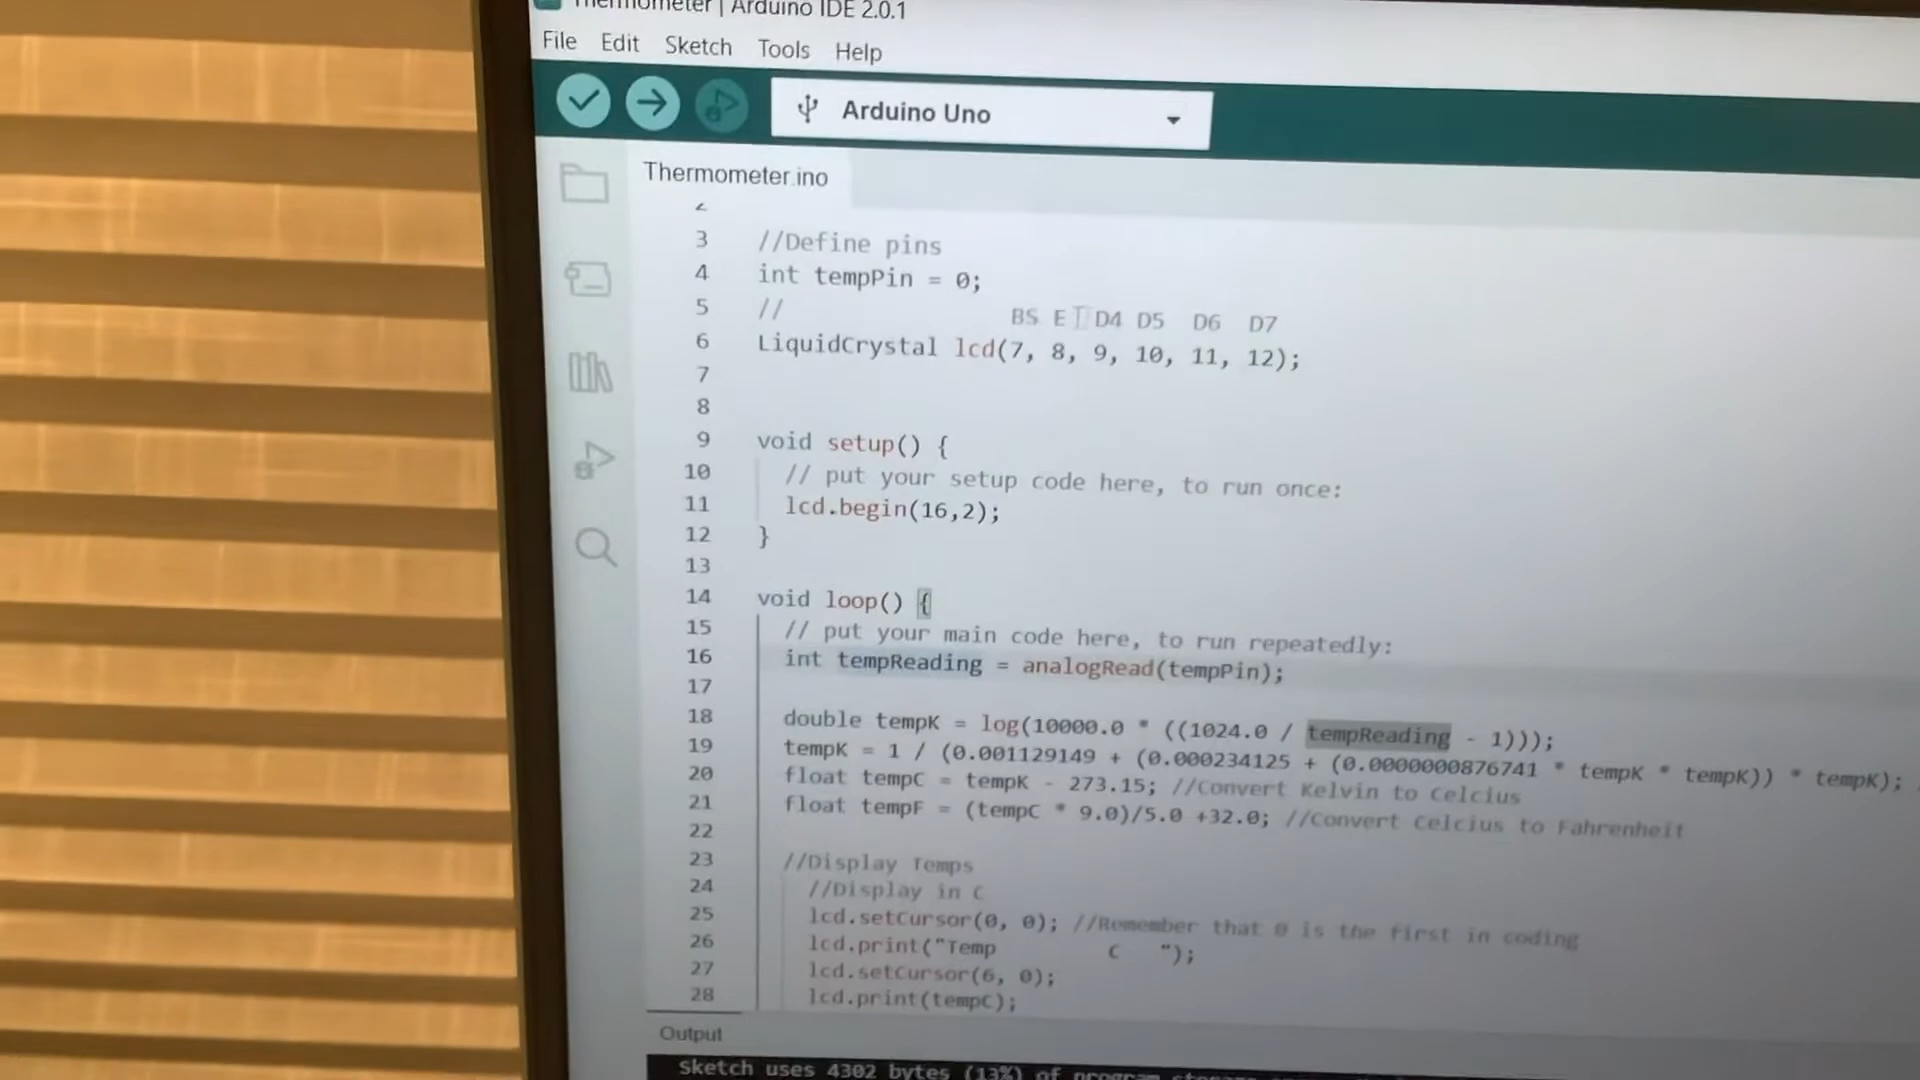 Thermometer | Arduino IDE 2.0.1
File Edit Sketch Tools Help
Arduino Uno
Thermometer.ino
2
3 //Define pins
4 int tempPin = 0;
5 // BS E D4 D5 D6 D7
6 LiquidCrystal lcd(7, 8, 9, 10, 11, 12);
7
8
9 void setup() {
10 // put your setup code here, to run once:
11 lcd.begin(16,2);
12 }
13
14 void loop() {
15 // put your main code here, to run repeatedly:
16 int tempReading = analogRead(tempPin);
17
18 double tempK = log(10000.0 * ((1024.0 / tempReading - 1)));
19 tempK = 1 / (0.001129149 + (0.000234125 + (0.0000000876741 * tempK * tempK)) * tempK);
20 float tempC = tempK - 273.15; //Convert Kelvin to Celcius
21 float tempF = (tempC * 9.0)/5.0 +32.0; //Convert Celcius to Fahrenheit
22
23 //Display Temps
24 //Display in C
25 lcd.setCursor(0, 0); //Remember that 0 is the first in coding
26 lcd.print("Temp C ");
27 lcd.setCursor(6, 0);
28 lcd.print(tempC);
Output
Sketch uses 4302 bytes (13%) of program